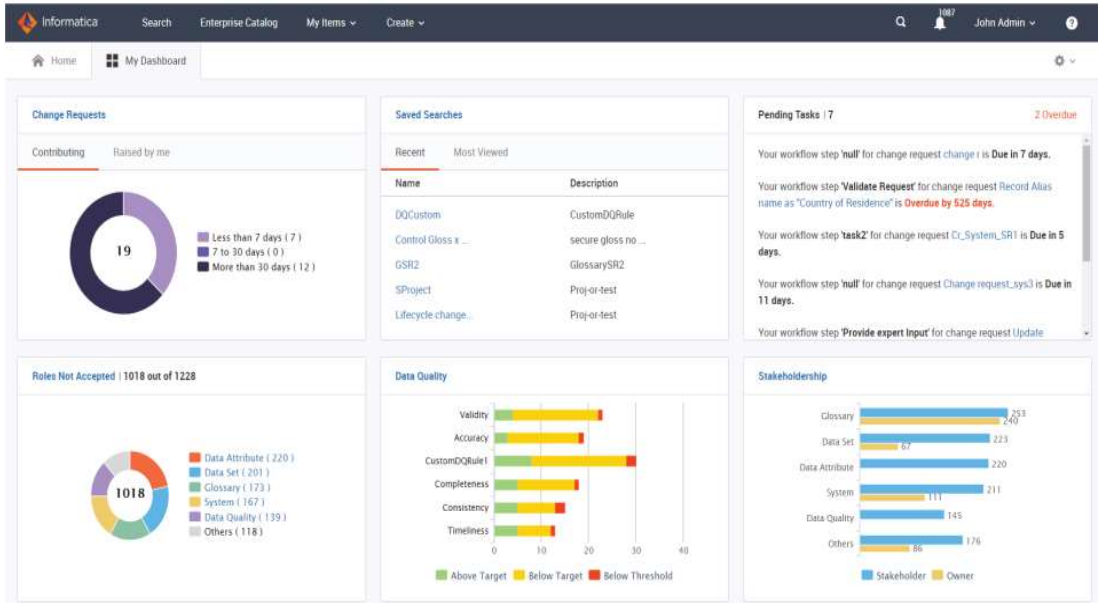 Informatica Search Enterprise Catalog My Items Create 1087 John Admin ?
Home My Dashboard
Change Requests
Contributing Raised by me
19
Less than 7 days ( 7 )
7 to 30 days ( 0 )
More than 30 days ( 12 )
Saved Searches
Recent Most Viewed
Name Description
DQCustom CustomDQRule
Control Gloss x ... secure gloss no ...
GSR2 GlossarySR2
SProject Proj-or-test
Lifecycle change... Proj-or-test
Pending Tasks | 7 2 Overdue
Your workflow step 'null' for change request change r is Due in 7 days.
Your workflow step 'Validate Request' for change request Record Alias
name as "Country of Residence" is Overdue by 525 days.
Your workflow step 'task2' for change request Cr_System_SR1 is Due in 5
days.
Your workflow step 'null' for change request Change request_sys3 is Due in
11 days.
Your workflow step 'Provide expert Input' for change request Update
Roles Not Accepted | 1018 out of 1228
1018
Data Attribute ( 220 )
Data Set ( 201 )
Glossary ( 173 )
System ( 167 )
Data Quality ( 139 )
Others ( 118 )
Data Quality
Validity
Accuracy
CustomDQRule1
Completeness
Consistency
Timeliness
0 10 20 30 40
Above Target Below Target Below Threshold
Stakeholdership
Glossary 253
240
Data Set 223
67
Data Attribute 220
System 211
111
Data Quality 145
Others 176
86
Stakeholder Owner